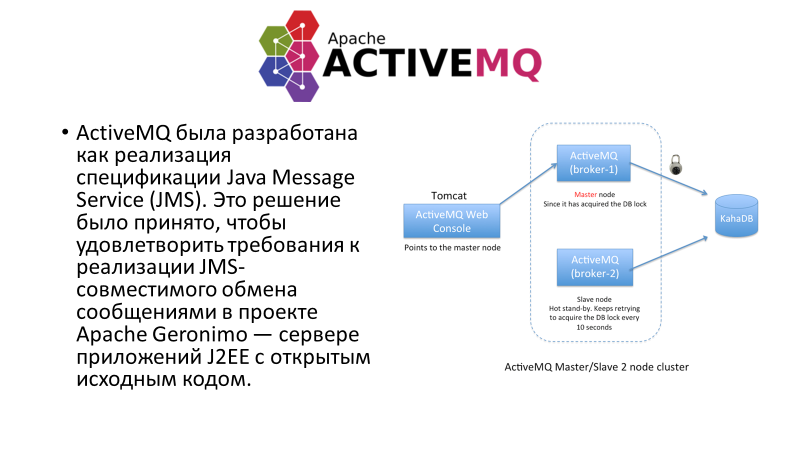 Apache
ACTIVEMQ
• ActiveMQ была разработана
как реализация
спецификации Java Message
Service (JMS). Это решение
было принято, чтобы
удовлетворить требования к
реализации JMS-
совместимого обмена
сообщениями в проекте
Apache Geronimo — сервере
приложений J2EE с открытым
исходным кодом.
Tomcat
ActiveMQ Web
Console
Points to the master node
ActiveMQ
(broker-1)
Master node
Since it has acquired the DB lock
ActiveMQ
(broker-2)
Slave node
Hot stand-by. Keeps retrying
to acquire the DB lock every
10 seconds
KahaDB
ActiveMQ Master/Slave 2 node cluster